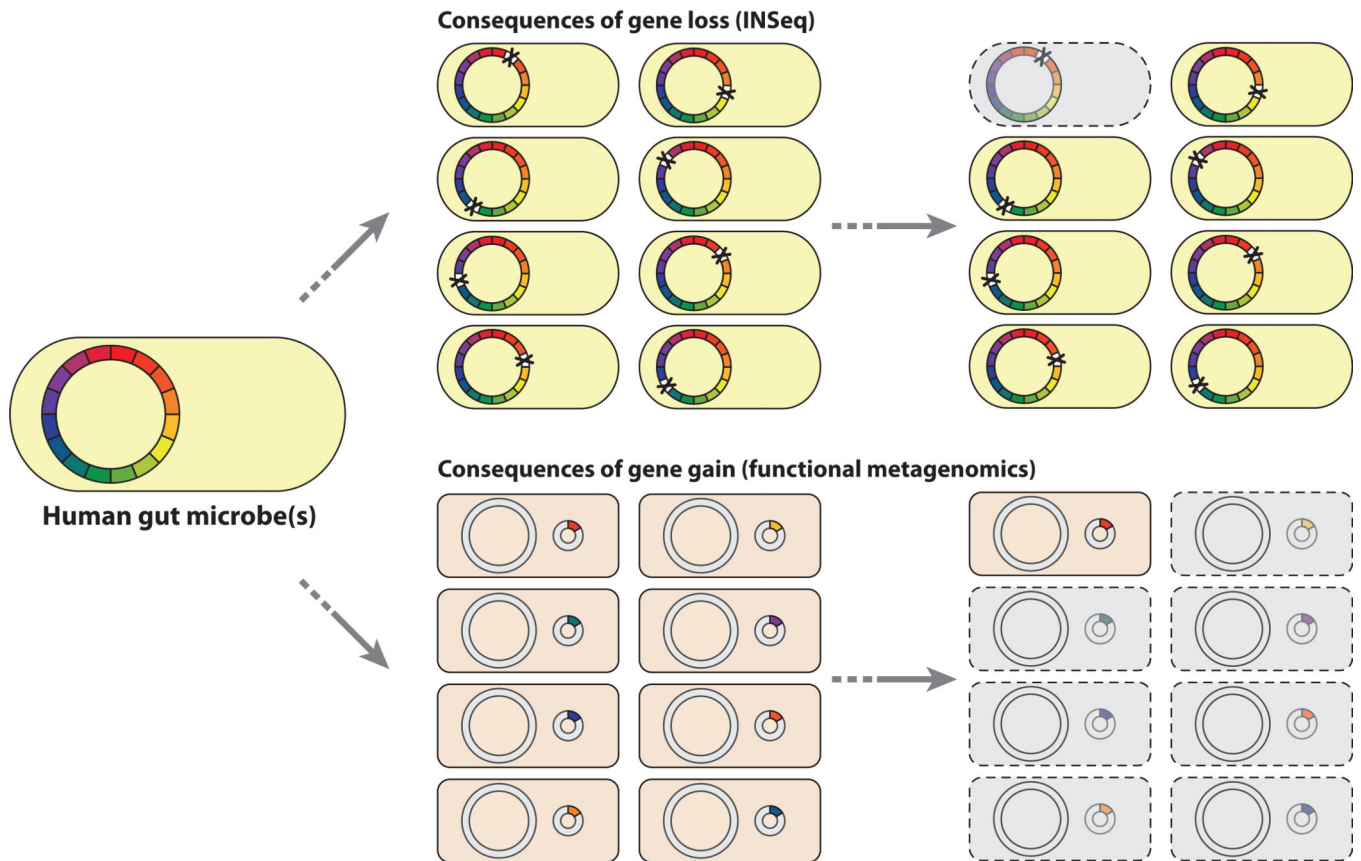 Consequences of gene loss (INSeq)
Human gut microbe(s)
Consequences of gene gain (functional metagenomics)